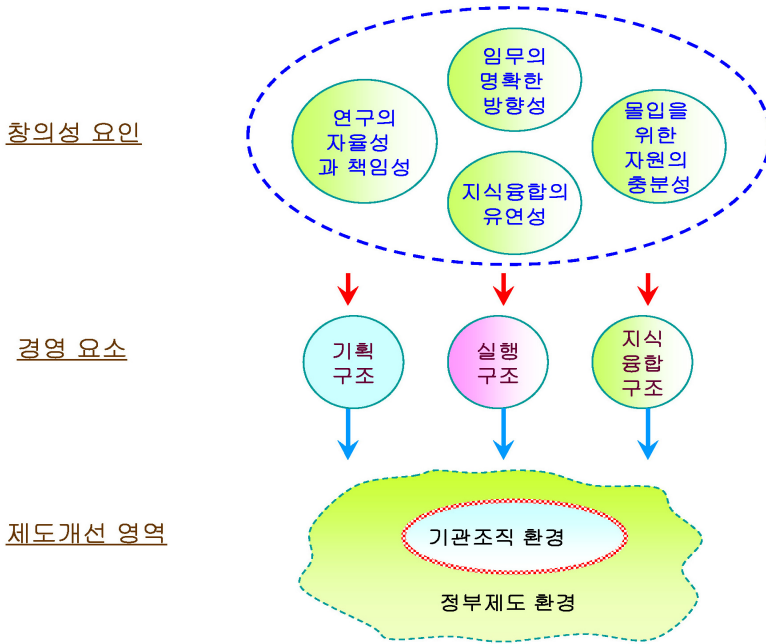 창의성 요인
연구의
자율성
과 책임성
임무의
명확한
방향성
지식융합의
유연성
몰입을
위한
자원의
충분성
경영 요소
기획
구조
실행
구조
지식
융합
구조
제도개선 영역
기관조직 환경
정부제도 환경